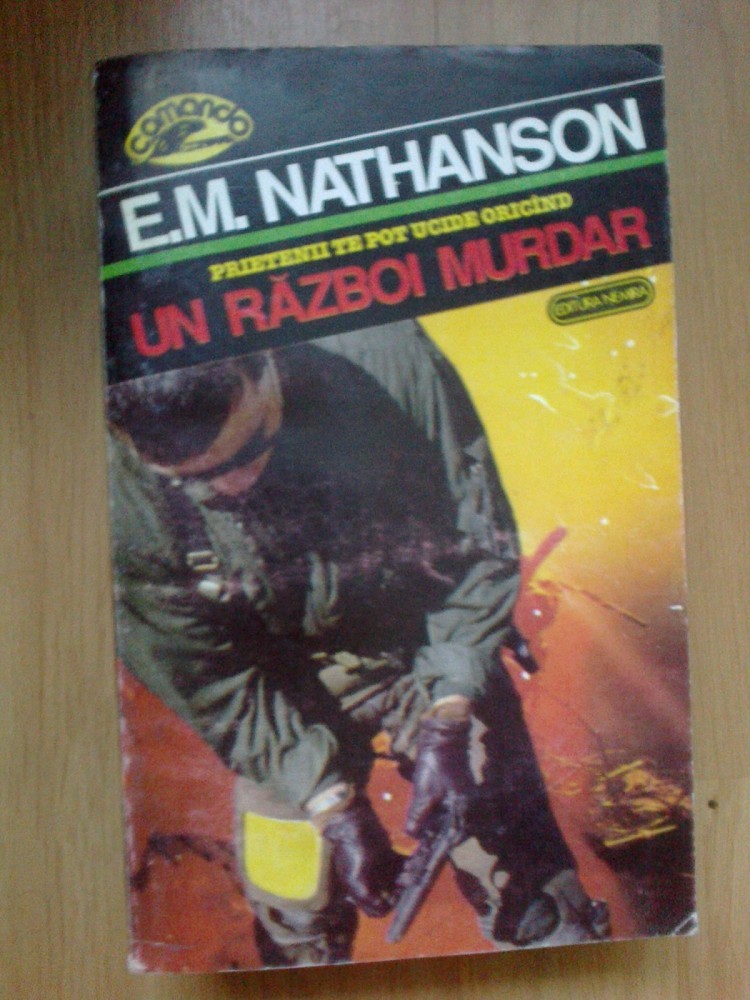 comando
E.M. NATHANSON
PRIETENII TE POT UCIDE ORICÎND
UN RĂZBOI MURDAR
EDITURA NEMIRA